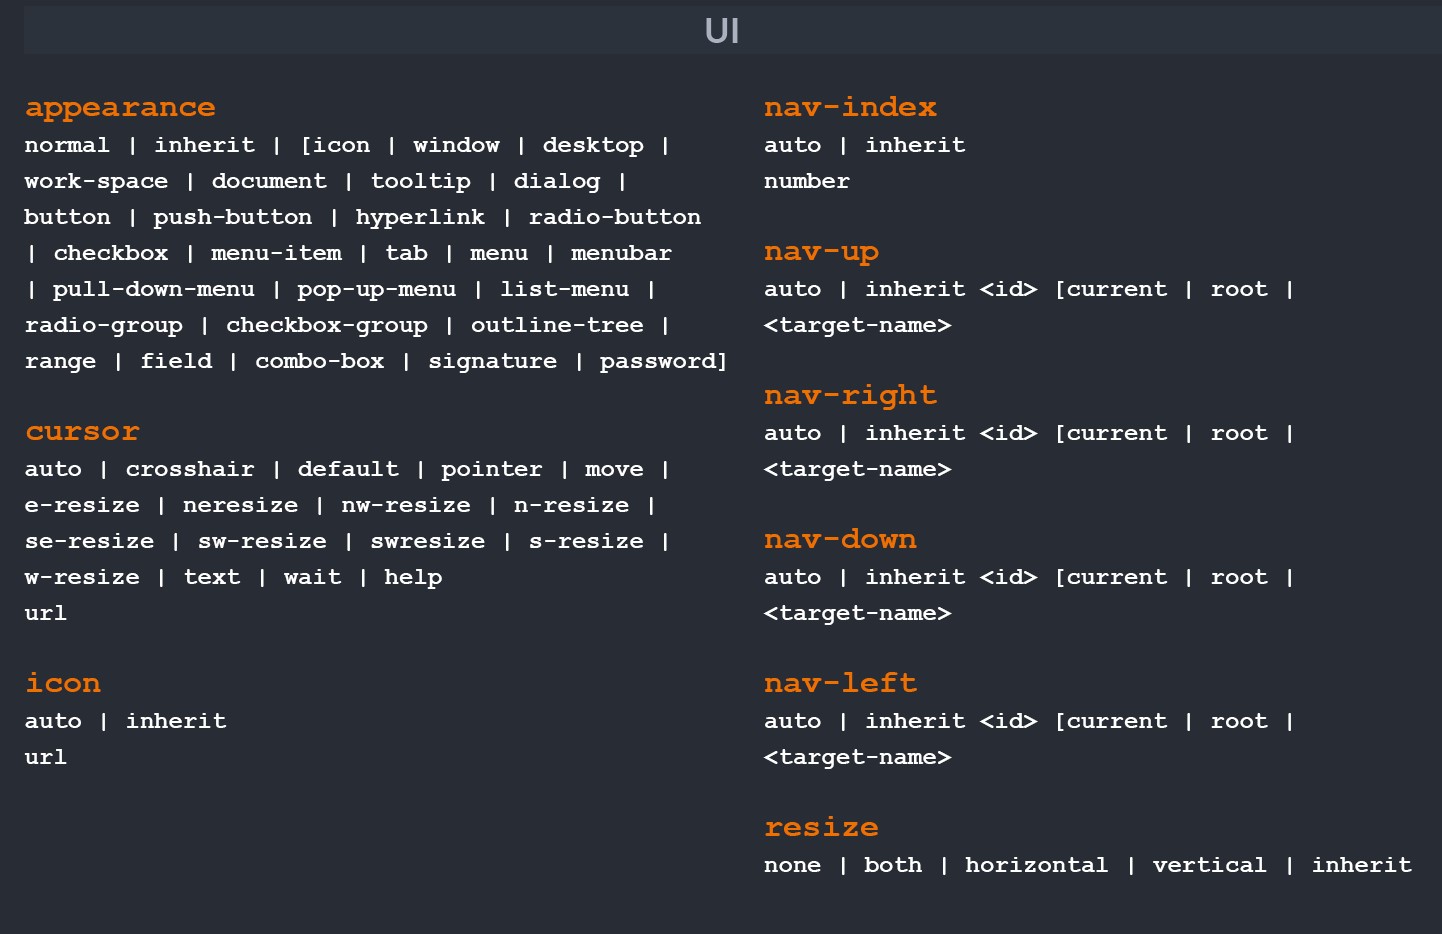 UI
appearance
normal | inherit | [icon | window | desktop |
work-space | document | tooltip | dialog |
button | push-button | hyperlink | radio-button
| checkbox | menu-item | tab | menu | menubar
| pull-down-menu | pop-up-menu | list-menu |
radio-group | checkbox-group | outline-tree |
range | field | combo-box | signature | password]
cursor
auto | crosshair | default | pointer | move |
e-resize | neresize | nw-resize | n-resize |
se-resize | sw-resize | swresize | s-resize |
w-resize | text | wait | help
url
icon
auto | inherit
url
nav-index
auto | inherit
number
nav-up
auto | inherit <id> [current | root |
<target-name>
nav-right
auto | inherit <id> [current | root |
<target-name>
nav-down
auto | inherit <id> [current | root |
<target-name>
nav-left
auto | inherit <id> [current | root |
<target-name>
resize
none | both | horizontal | vertical | inherit